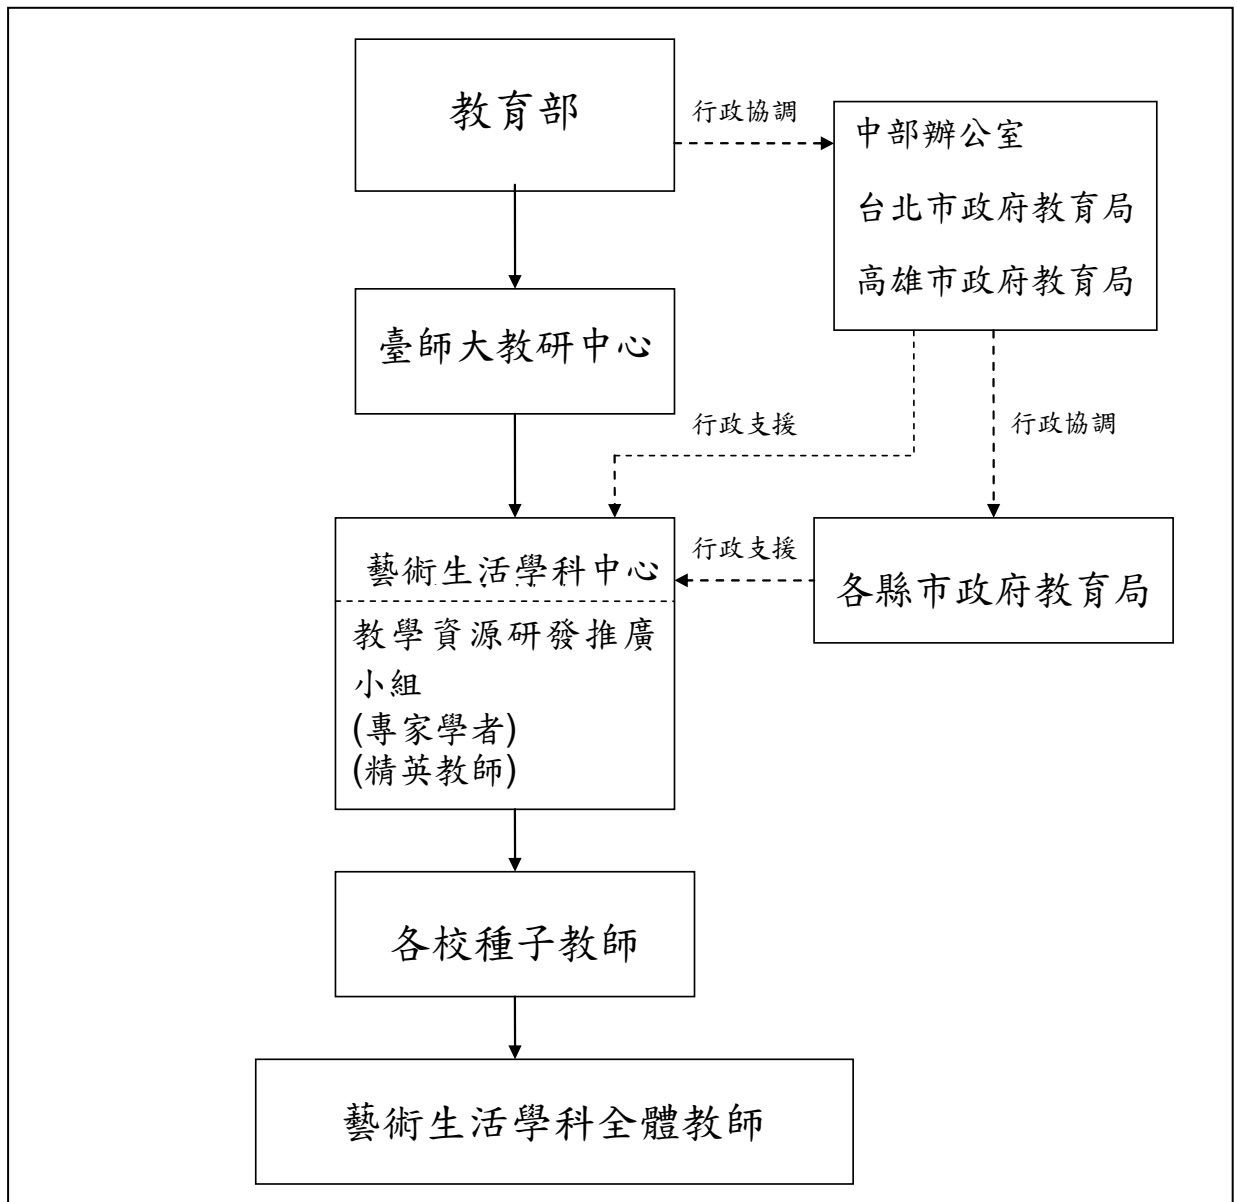 教育部
行政協調
中部辦公室
台北市政府教育局
高雄市政府教育局
臺師大教研中心
行政支援
行政協調
藝術生活學科中心
行政支援
各縣市政府教育局
教學資源研發推廣
小組
(專家學者)
(精英教師)
各校種子教師
藝術生活學科全體教師